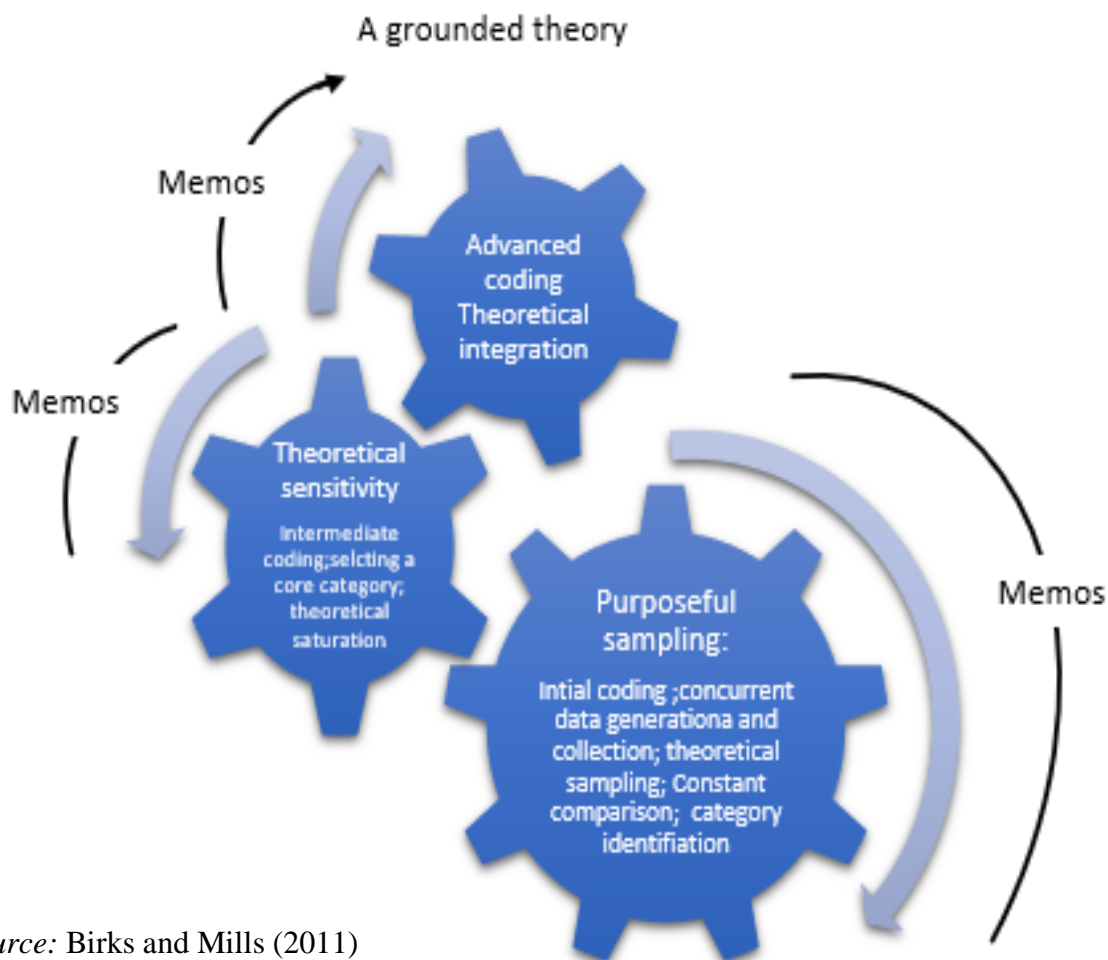 A grounded theory
Memos
Advanced
coding
Theoretical
integration
Memos
Theoretical
sensitivity
Intermediate
coding;selcting a
core category;
theoretical
saturation
Memos
Purposeful
sampling:
Intial coding ;concurrent
data generationa and
collection; theoretical
sampling; Constant
comparison; category
identifiation
urce: Birks and Mills (2011)